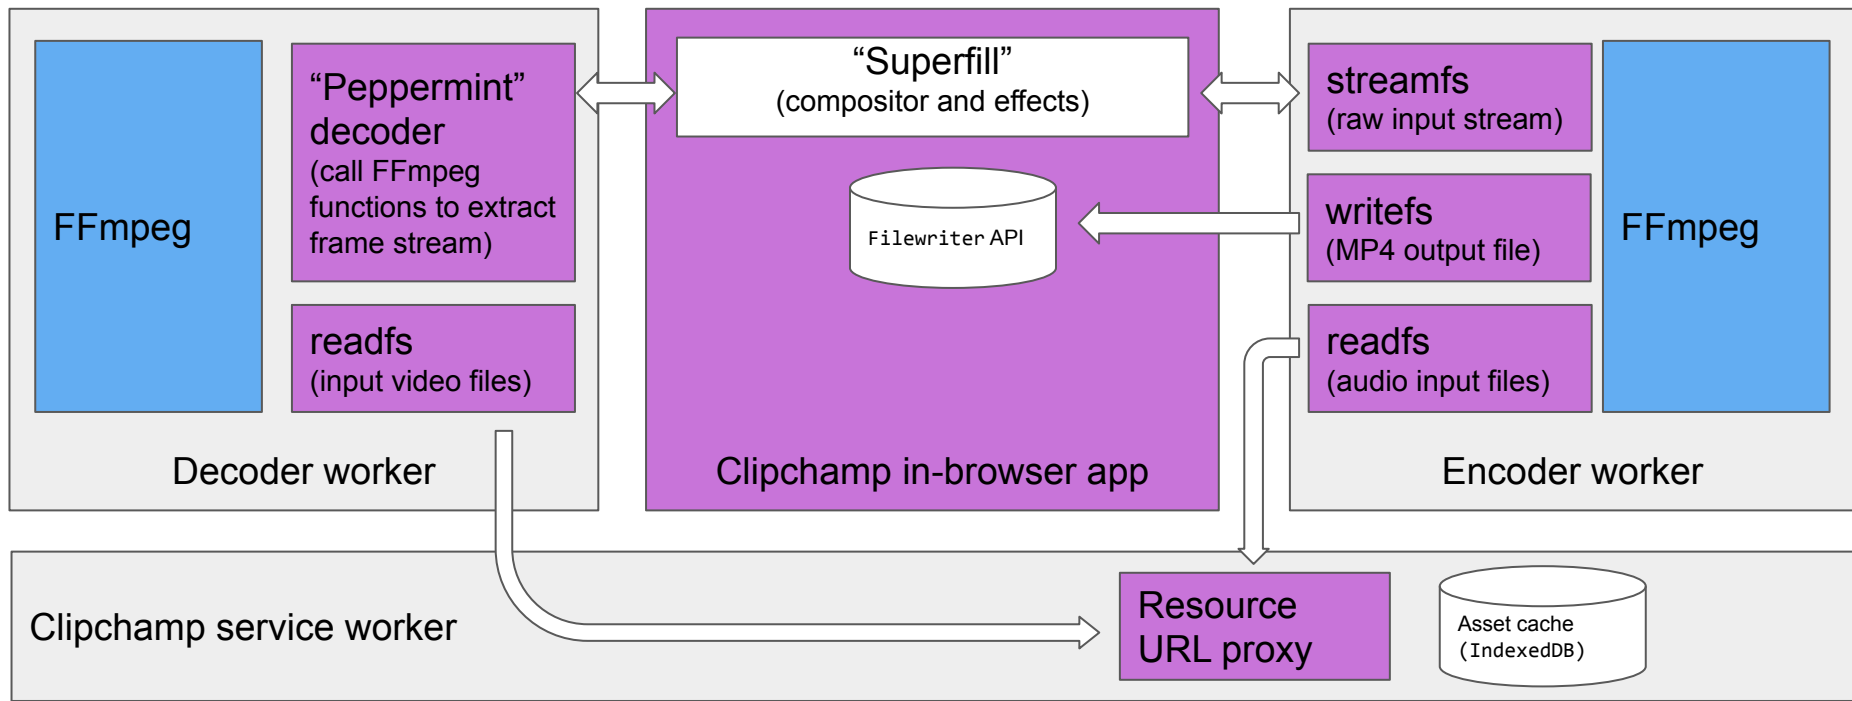 FFmpeg
“Peppermint”
decoder
(call FFmpeg
functions to extract
frame stream)
readfs
(input video files)
Decoder worker
“Superfill”
(compositor and effects)
Filewriter API
Clipchamp in-browser app
streamfs
(raw input stream)
writefs
(MP4 output file)
readfs
(audio input files)
FFmpeg
Encoder worker
Clipchamp service worker
Resource
URL proxy
Asset cache
(IndexedDB)